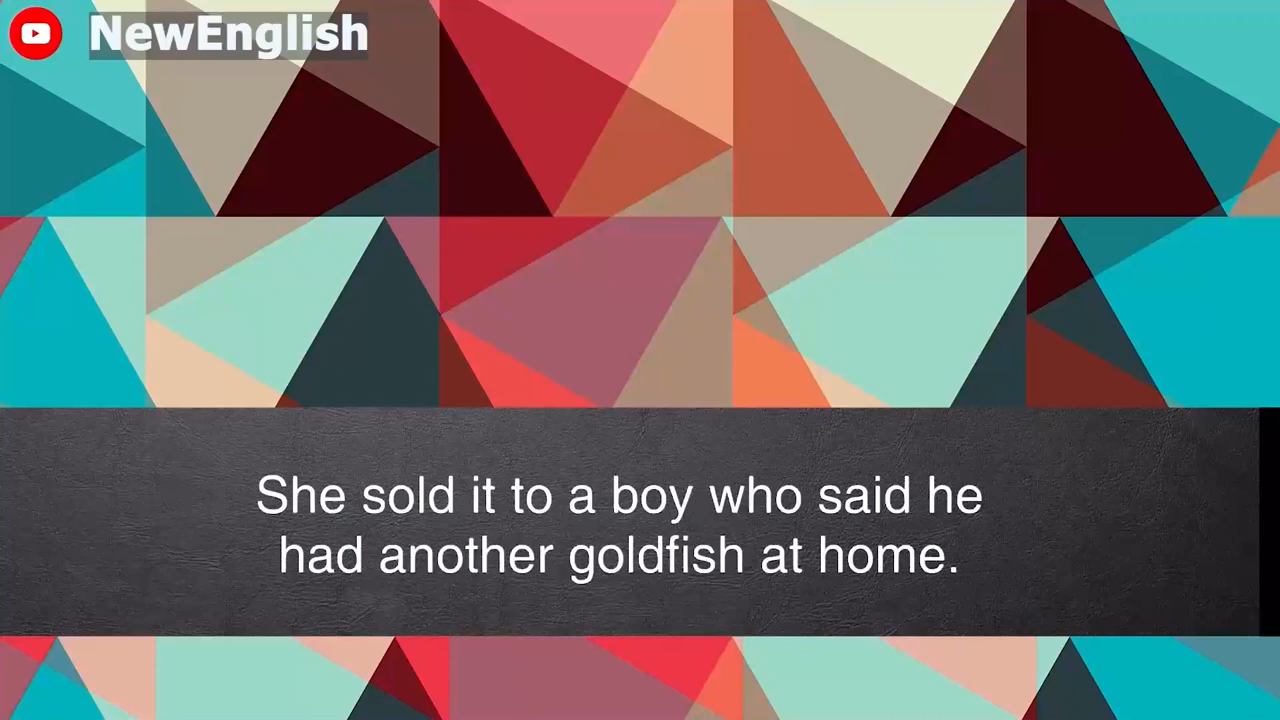 NewEnglish
She sold it to a boy who said he
had another goldfish at home.